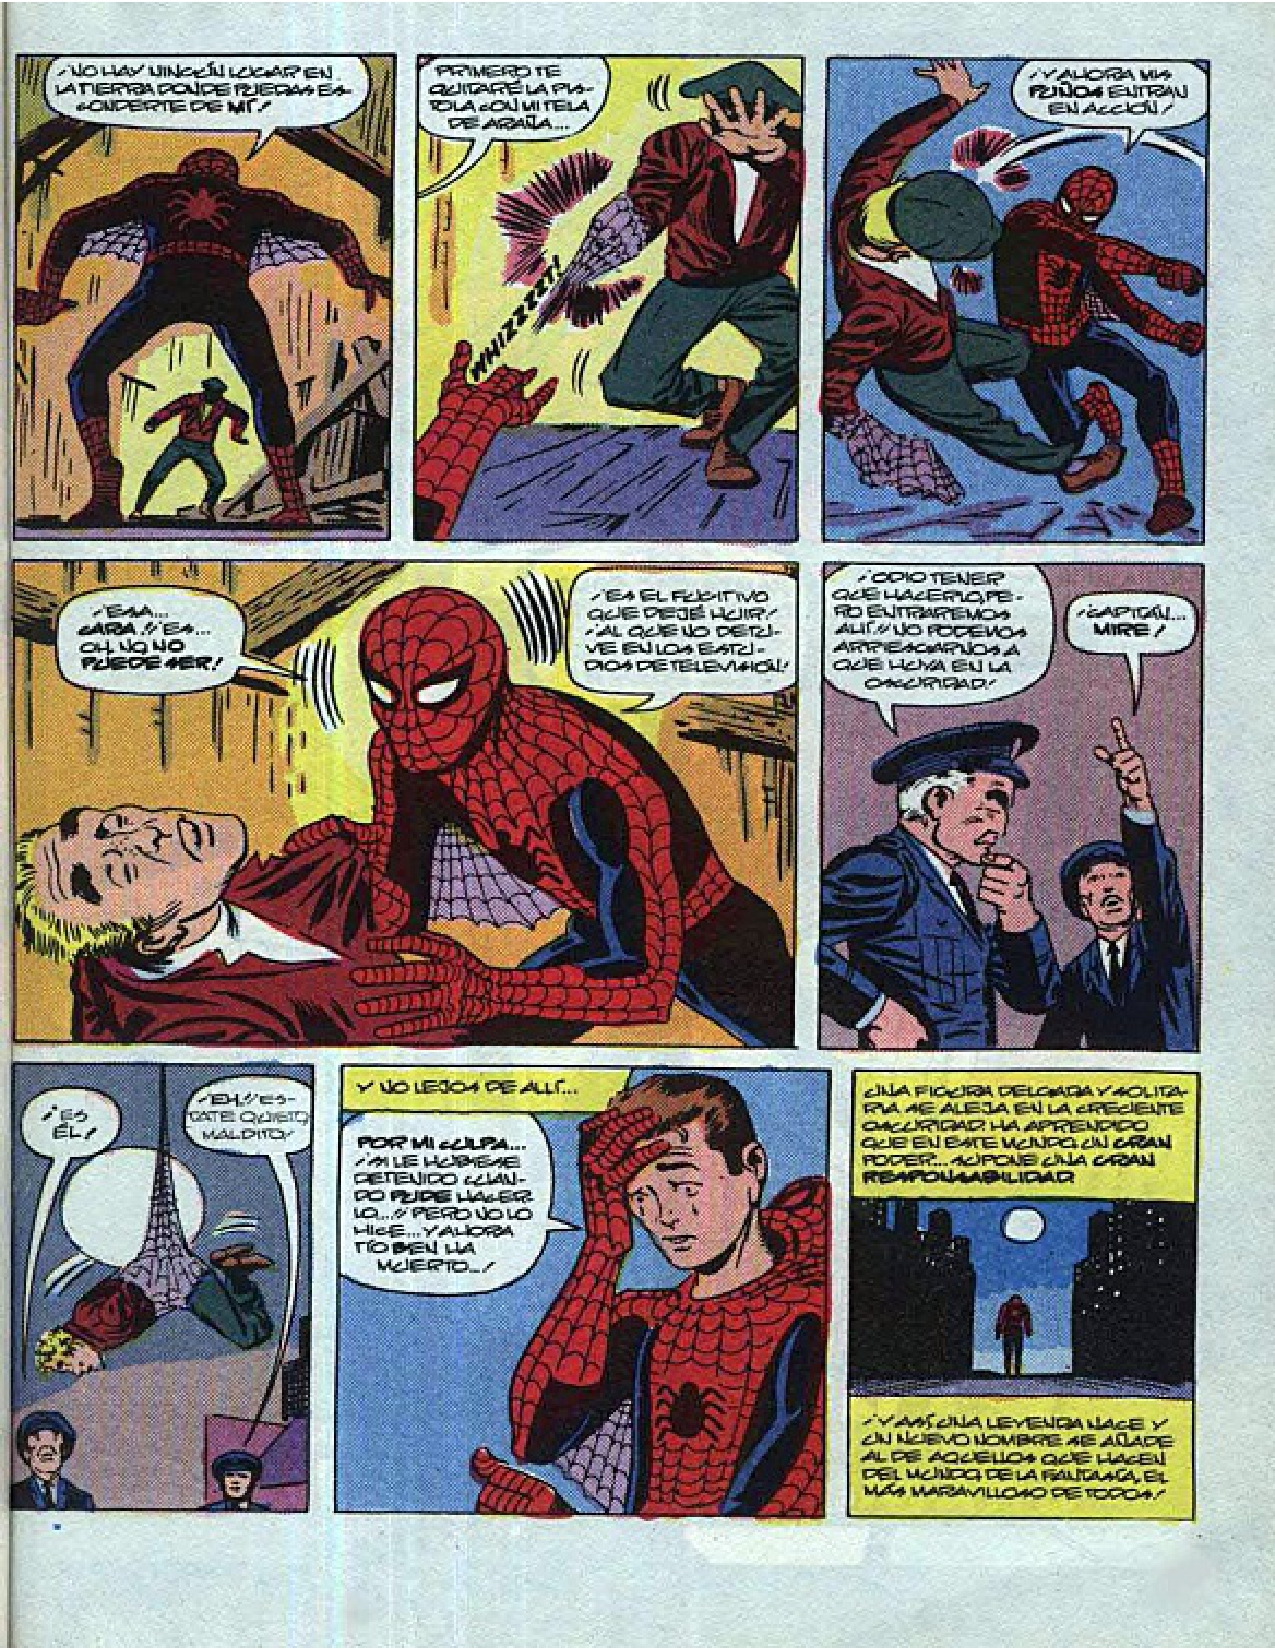 ¡NO HAY NINGÚN LUGAR EN
LA TIERRA DONDE PUEDAS ES-
CONDERTE DE MÍ!
PRIMERO TE
QUITARÉ LA PIS-
TOLA CON MI TELA
DE ARAÑA...
WHIZZZZT!
¡Y AHORA MIS
PUÑOS ENTRAN
EN ACCIÓN!
¡ESA...
CARA!! ES...
OH, NO, NO
PUEDE SER!
¡ES EL FUGITIVO
QUE DEJÉ HUIR!
¡AL QUE NO DETU-
VE EN LOS ESTU-
DIOS DE TELEVISIÓN!
¡ODIO TENER
QUE HACERLO, PE-
RO ENTRAREMOS
AHÍ!! NO PODEMOS
ARRIESGARNOS A
QUE HUYA EN LA
OSCURIDAD!
¡CAPITÁN...
MIRE!
¡ES
ÉL!
¡EH!! ES-
TATE QUIETO,
MALDITO!
Y NO LEJOS DE ALLÍ...
POR MI CULPA...
¡SI LE HUBIESE
DETENIDO CUAN-
DO PUDE HACER
LO...!! PERO NO LO
HICE... Y AHORA
TÍO BEN HA
MUERTO...!
UNA FIGURA DELGADA Y SOLITA-
RIA SE ALEJA EN LA CRECIENTE
OSCURIDAD. HA APRENDIDO
QUE EN ESTE MUNDO, UN GRAN
PODER... SUPONE UNA GRAN
RESPONSABILIDAD.
¡Y ASÍ UNA LEYENDA NACE Y
UN NUEVO NOMBRE SE AÑADE
AL DE AQUELLOS QUE HACEN
DEL MUNDO DE LA FANTASÍA, EL
MÁS MARAVILLOSO DE TODOS!